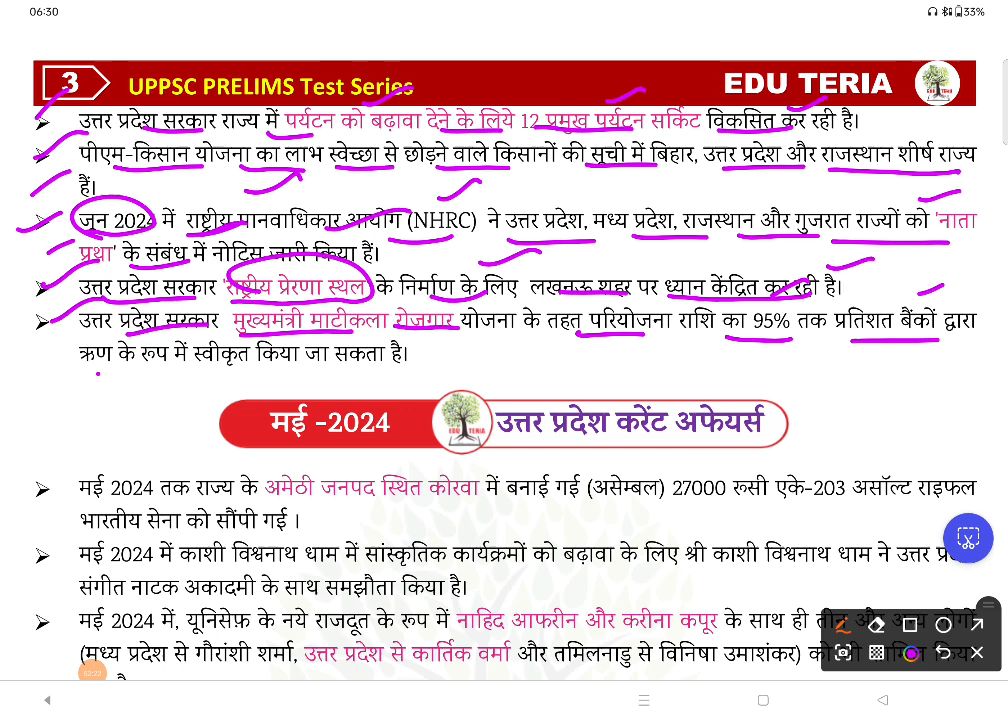 06:30
33%
3
UPPSC PRELIMS Test Series
EDU TERIA
EDU TERIA
उत्तर प्रदेश सरकार राज्य में पर्यटन को बढ़ावा देने के लिये 12 प्रमुख पर्यटन सर्किट विकसित कर रही है।
पीएम-किसान योजना का लाभ स्वेच्छा से छोड़ने वाले किसानों की सूची में बिहार, उत्तर प्रदेश और राजस्थान शीर्ष राज्य
हैं।
जून 2024 में राष्ट्रीय मानवाधिकार आयोग (NHRC) ने उत्तर प्रदेश, मध्य प्रदेश, राजस्थान और गुजरात राज्यों को 'नाता
प्रथा' के संबंध में नोटिस जारी किया हैं।
उत्तर प्रदेश सरकार 'राष्ट्रीय प्रेरणा स्थल' के निर्माण के लिए लखनऊ शहर पर ध्यान केंद्रित कर रही है।
उत्तर प्रदेश सरकार मुख्यमंत्री माटीकला रोजगार योजना के तहत परियोजना राशि का 95% तक प्रतिशत बैंकों द्वारा
ऋण के रूप में स्वीकृत किया जा सकता है।
मई -2024
EDU TERIA
उत्तर प्रदेश करेंट अफेयर्स
मई 2024 तक राज्य के अमेठी जनपद स्थित कोरवा में बनाई गई (असेम्बल) 27000 रूसी एके-203 असॉल्ट राइफल
भारतीय सेना को सौंपी गई ।
मई 2024 में काशी विश्वनाथ धाम में सांस्कृतिक कार्यक्रमों को बढ़ावा के लिए श्री काशी विश्वनाथ धाम ने उत्तर
संगीत नाटक अकादमी के साथ समझौता किया है।
मई 2024 में, यूनिसेफ़ के नये राजदूत के रूप में नाहिद आफरीन और करीना कपूर के साथ ही तीन और
(मध्य प्रदेश से गौरांशी शर्मा, उत्तर प्रदेश से कार्तिक वर्मा और तमिलनाडु से विनिषा उमाशंकर) को